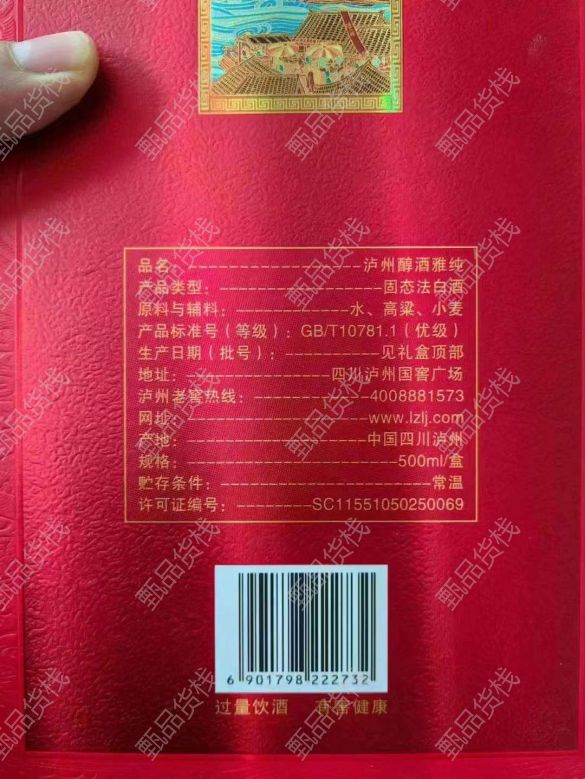 品名:------------------泸州醇酒雅纯
产品类型:-----------------固态法白酒
原料与辅料:-----------水、高粱、小麦
产品标准号(等级):GB/T10781.1(优级)
生产日期(批号):----------见礼盒顶部
地址:---------------四川泸州国窖广场
泸州老窖热线:------------4008881573
网址:--------------------www.lzlj.com
产地:------------------中国四川泸州
规格:---------------------500ml/盒
贮存条件:---------------------常温
许可证编号:--------SC11551050250069
6 901798 222732
过量饮酒 有害健康
甄品货栈